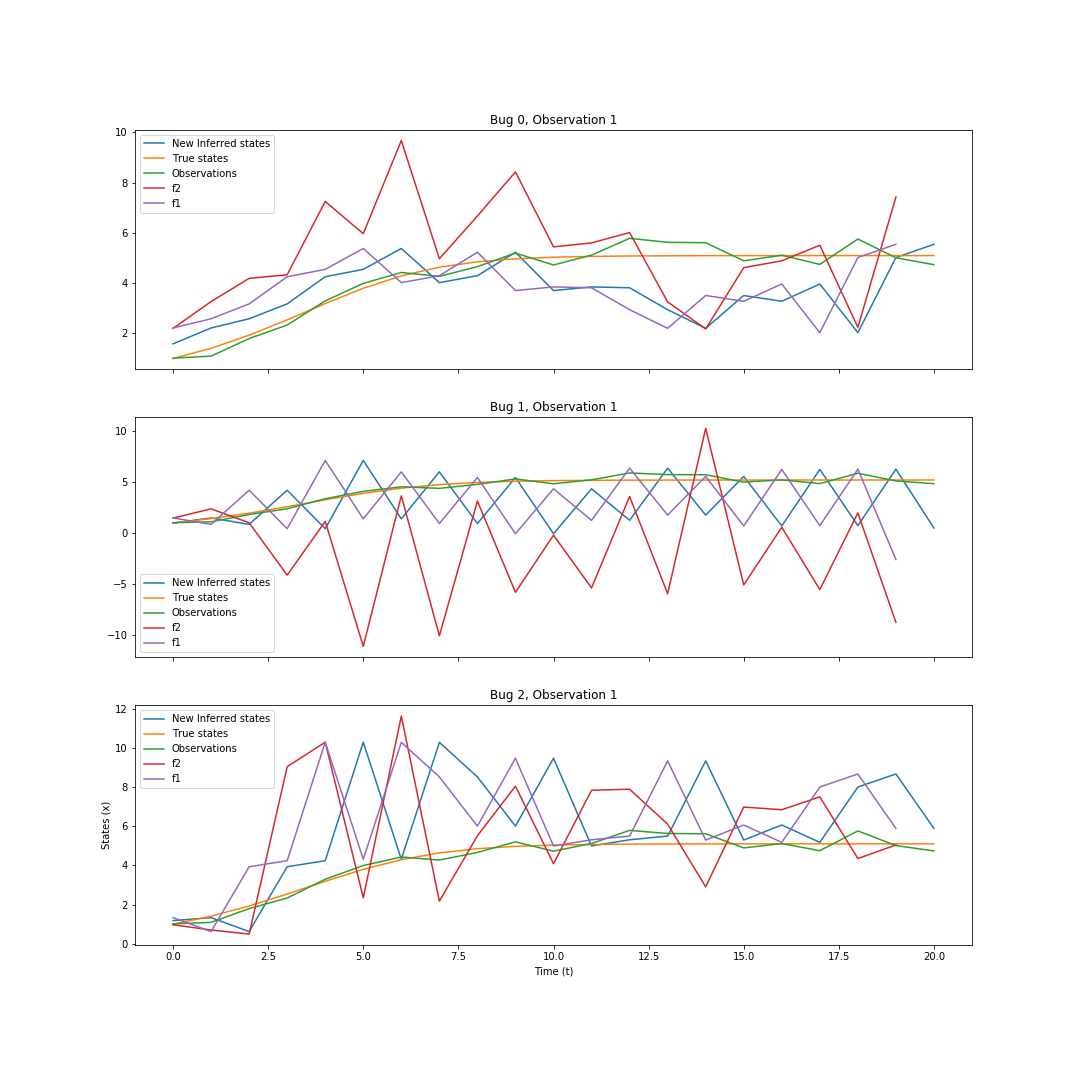 Bug 0, Observation 1
10
8
6
4
2
New Inferred states
True states
Observations
f2
f1
Bug 1, Observation 1
10
5
0
−5
−10
New Inferred states
True states
Observations
f2
f1
Bug 2, Observation 1
12
10
8
6
4
2
0
New Inferred states
True states
Observations
f2
f1
States (x)
0.0 2.5 5.0 7.5 10.0 12.5 15.0 17.5 20.0
Time (t)